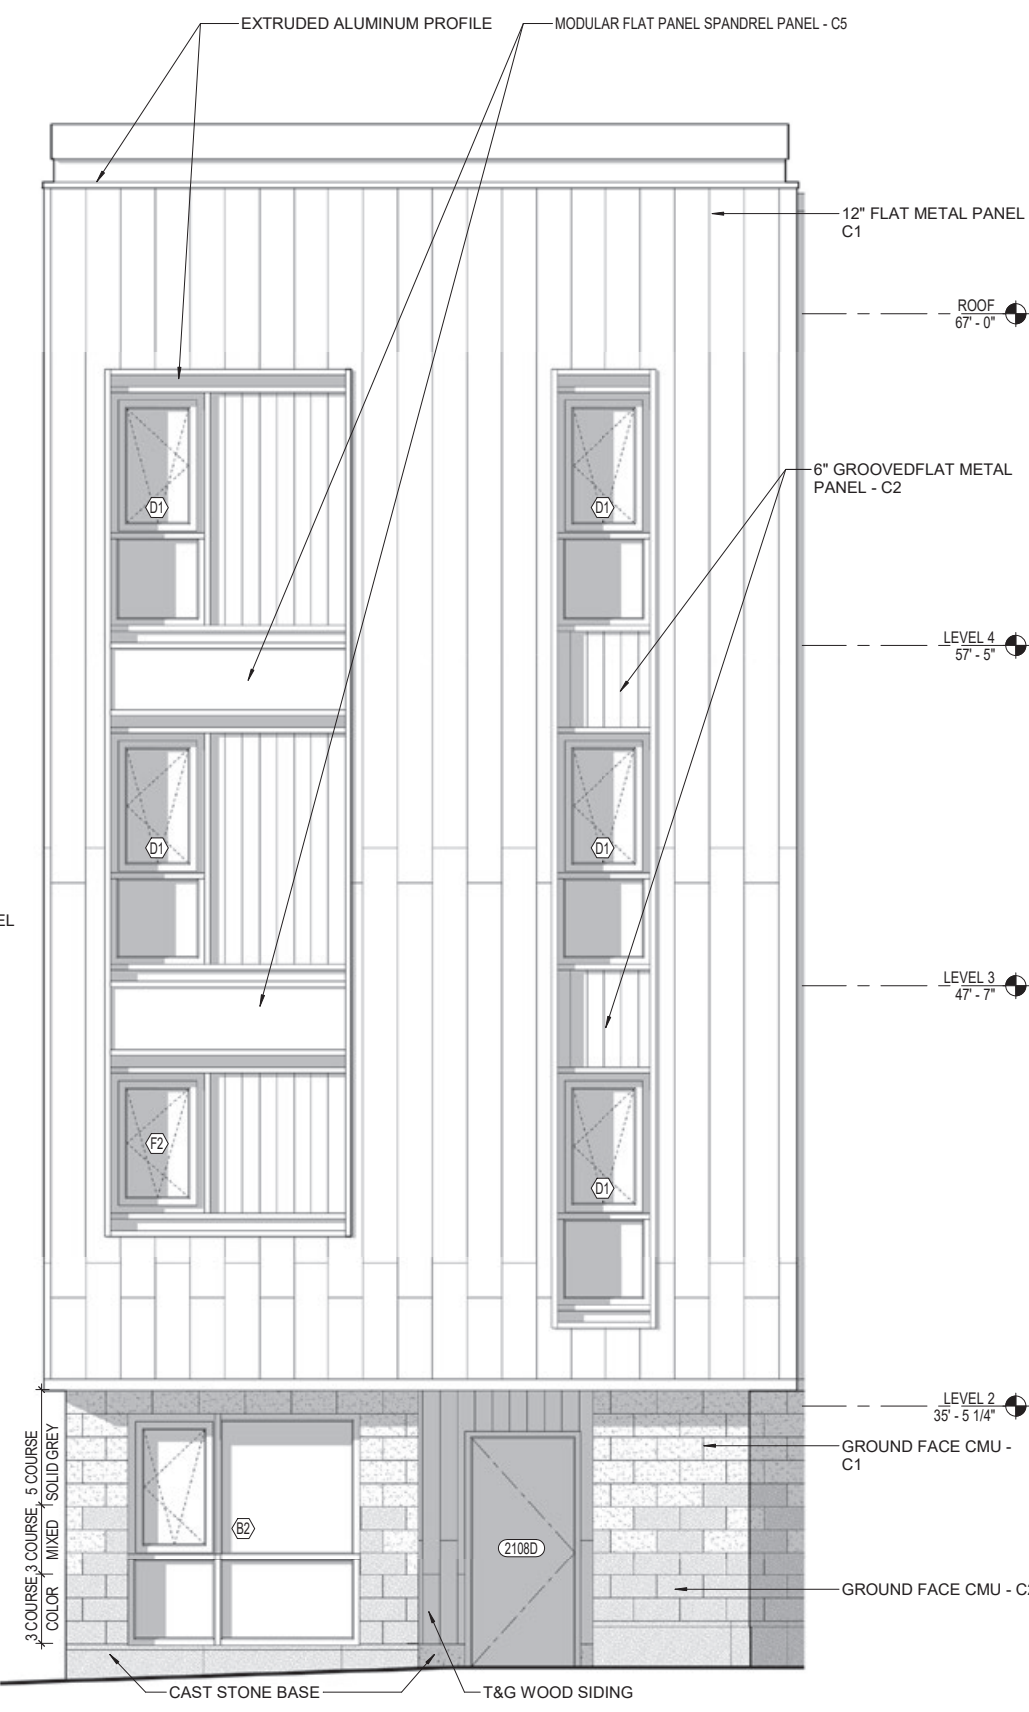 EXTRUDED ALUMINUM PROFILE
MODULAR FLAT PANEL SPANDREL PANEL - C5
12" FLAT METAL PANEL
C1
ROOF
67' - 0"
6" GROOVEDFLAT METAL
PANEL - C2
D1
D1
LEVEL 4
57' - 5"
D1
D1
EL
LEVEL 3
47' - 7"
F2
D1
LEVEL 2
35' - 5 1/4"
GROUND FACE CMU -
C1
5 COURSE
SOLID GREY
3 COURSE
MIXED
3 COURSE
COLOR
B2
2108D
GROUND FACE CMU - C2
CAST STONE BASE
T&G WOOD SIDING